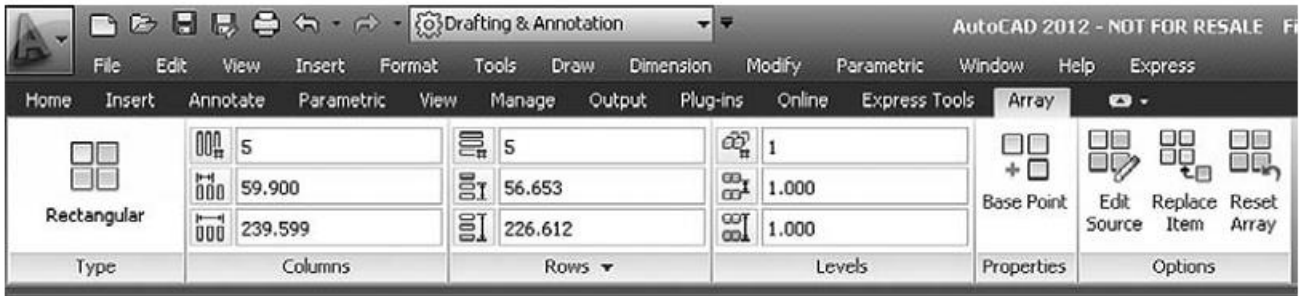 Drafting & Annotation AutoCAD 2012 - NOT FOR RESALE Fi
File Edit View Insert Format Tools Draw Dimension Modify Parametric Window Help Express
Home Insert Annotate Parametric View Manage Output Plug-ins Online Express Tools Array
5 5 1
59.900 56.653 1.000
239.599 226.612 1.000
Rectangular
Base Point
Edit Source
Replace Item
Reset Array
Type Columns Rows Levels Properties Options